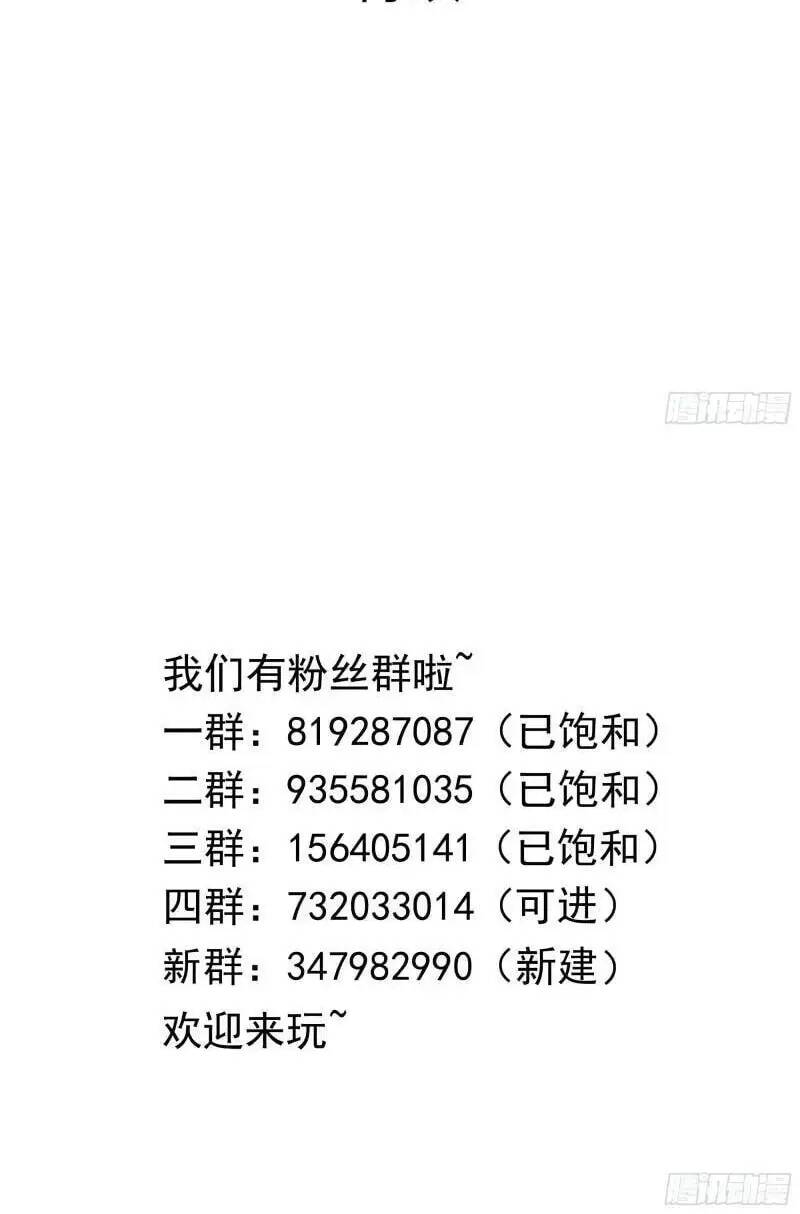 腾讯动漫
我们有粉丝群啦~
一群：819287087（已饱和）
二群：935581035（已饱和）
三群：156405141（已饱和）
四群：732033014（可进）
新群：347982990（新建）
欢迎来玩~
腾讯动漫